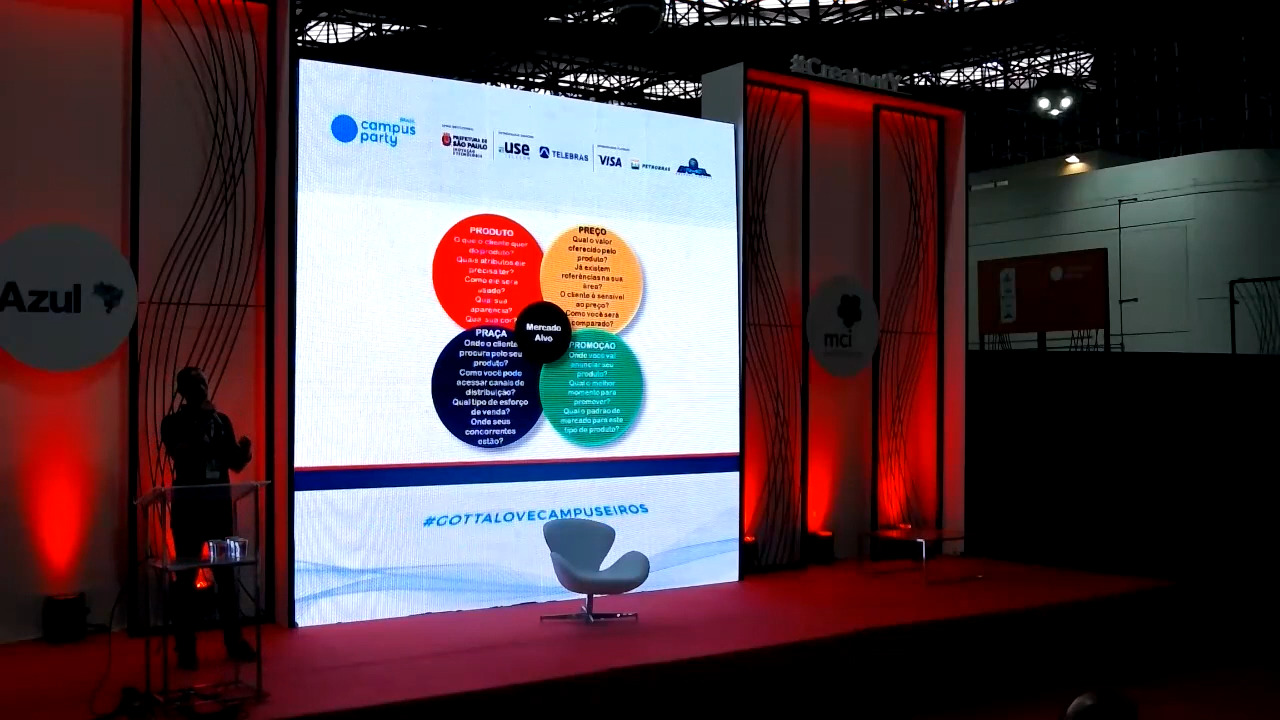 #Creativity
BRASIL
campus
party
PREFEITURA DE
SÃO PAULO
INOVAÇÃO
E TECNOLOGIA
use
TELECOM
TELEBRAS
VISA
PETROBRAS
PRODUTO
O que o cliente quer
do produto?
Quais atributos ele
precisa ter?
Como ele será
usado?
Qual sua
aparência?
Qual sua cor?
PREÇO
Qual o valor
oferecido pelo
produto?
Já existem
referências na sua
área?
O cliente é sensível
ao preço?
Como você será
comparado?
Mercado
Alvo
PRAÇA
Onde o cliente
procura pelo seu
produto?
Como você pode
acessar canais de
distribuição?
Qual tipo de esforço
de venda?
Onde seus
concorrentes
estão?
PROMOÇÃO
Onde você vai
anunciar seu
produto?
Qual o melhor
momento para
promover?
Qual o padrão de
mercado para este
tipo de produto?
#GOTTALOVECAMPUSEIROS
Azul
mci